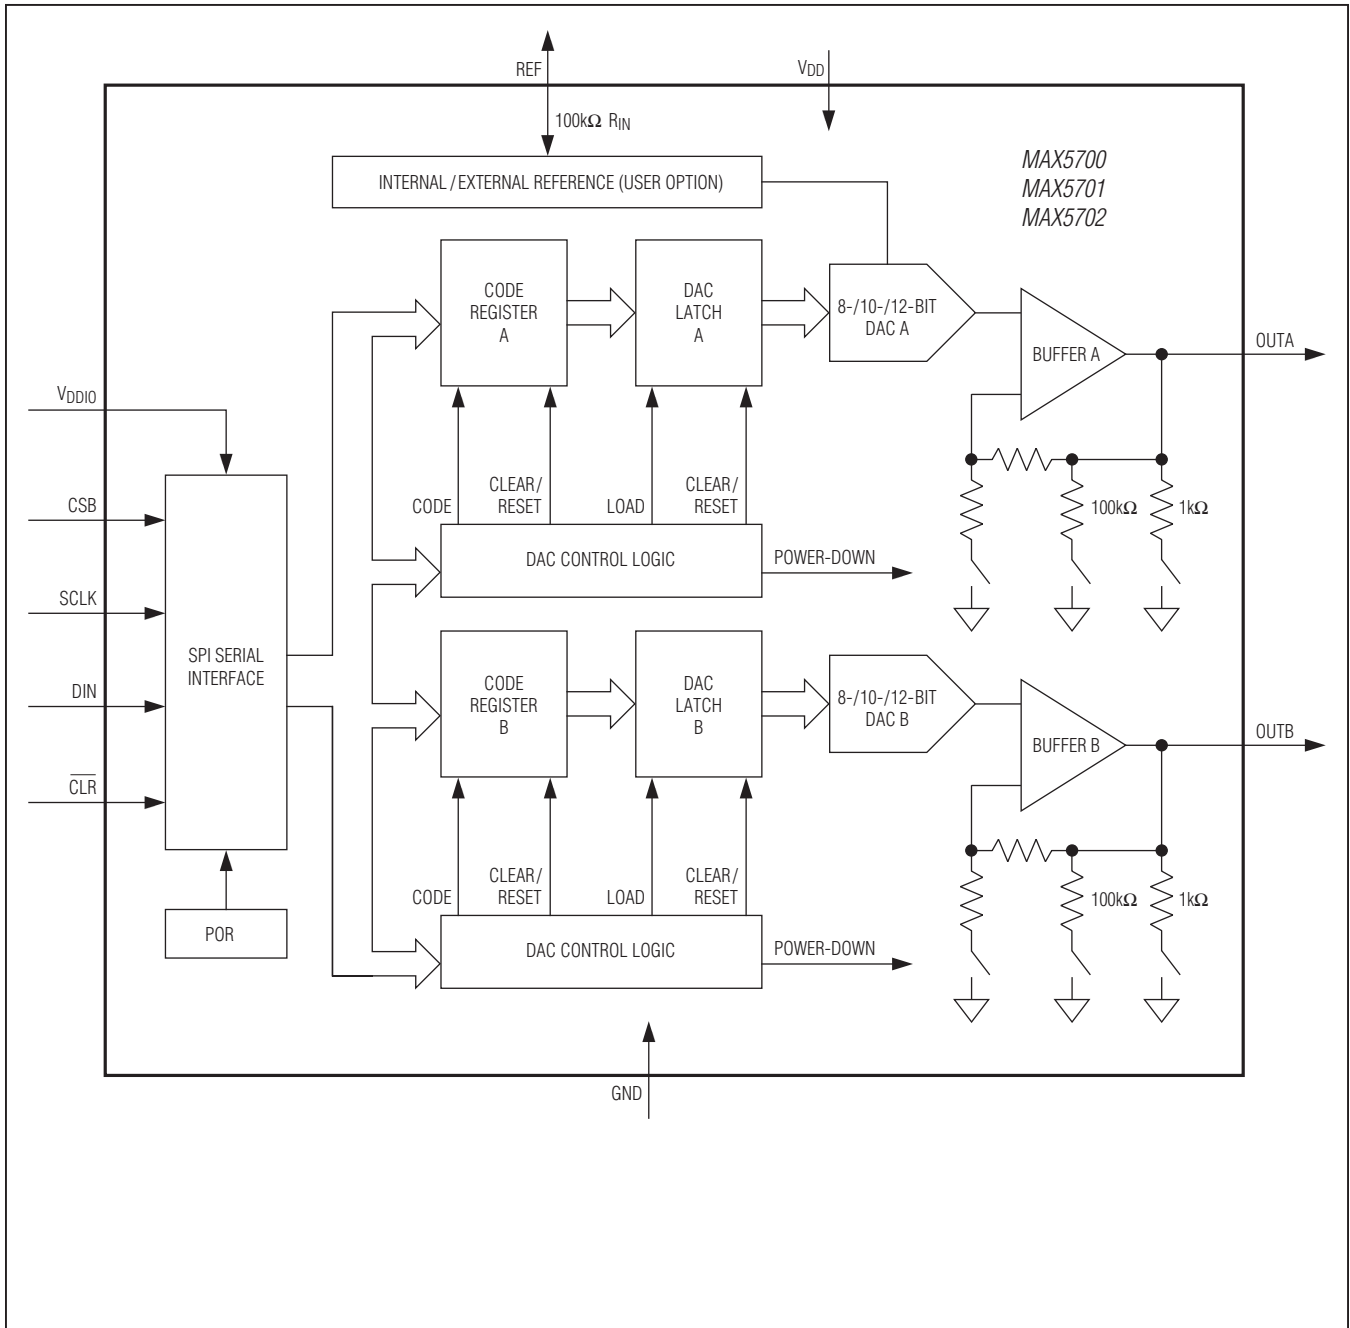 REF
VDD
100kΩ RIN
INTERNAL / EXTERNAL REFERENCE (USER OPTION)
MAX5700
MAX5701
MAX5702
CODE
REGISTER
A
DAC
LATCH
A
8-/10-/12-BIT
DAC A
BUFFER A
OUTA
VDDIO
CSB
SCLK
DIN
CLR
SPI SERIAL
INTERFACE
POR
CODE
CLEAR/
RESET
LOAD
CLEAR/
RESET
100kΩ
1kΩ
DAC CONTROL LOGIC
POWER-DOWN
CODE
REGISTER
B
DAC
LATCH
B
8-/10-/12-BIT
DAC B
BUFFER B
OUTB
CODE
CLEAR/
RESET
LOAD
CLEAR/
RESET
100kΩ
1kΩ
DAC CONTROL LOGIC
POWER-DOWN
GND